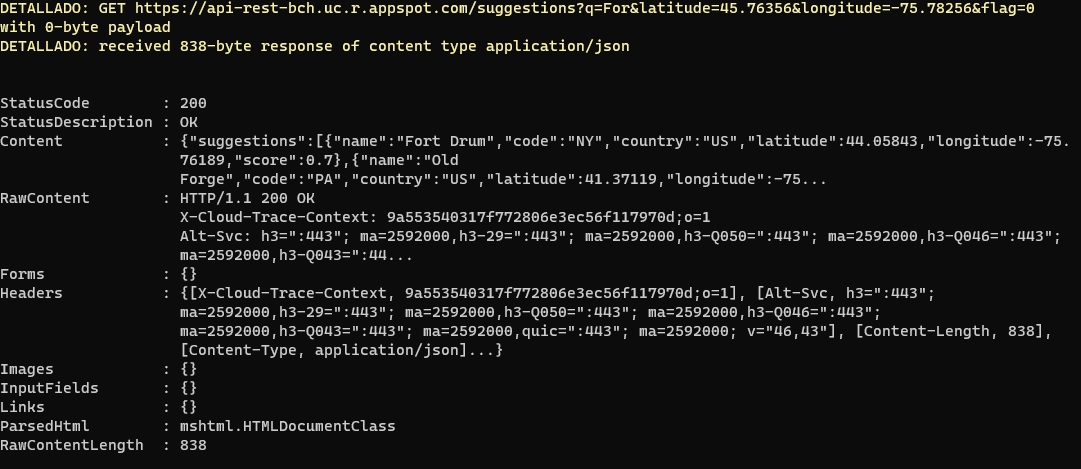 DETALLADO: GET https://api-rest-bch.uc.r.appspot.com/suggestions?q=For&latitude=45.76356&longitude=-75.78256&flag=0
with 0-byte payload
DETALLADO: received 838-byte response of content type application/json
StatusCode : 200
StatusDescription : OK
Content : {"suggestions":[{"name":"Fort Drum","code":"NY","country":"US","latitude":44.05843,"longitude":-75.
76189,"score":0.7},{"name":"Old
Forge","code":"PA","country":"US","latitude":41.37119,"longitude":-75...
RawContent : HTTP/1.1 200 OK
X-Cloud-Trace-Context: 9a553540317f772806e3ec56f117970d;o=1
Alt-Svc: h3=":443"; ma=2592000,h3-29=":443"; ma=2592000,h3-Q050=":443"; ma=2592000,h3-Q046=":443";
ma=2592000,h3-Q043=":44...
Forms : {}
Headers : {[X-Cloud-Trace-Context, 9a553540317f772806e3ec56f117970d;o=1], [Alt-Svc, h3=":443";
ma=2592000,h3-29=":443"; ma=2592000,h3-Q050=":443"; ma=2592000,h3-Q046=":443";
ma=2592000,h3-Q043=":443"; ma=2592000,quic=":443"; ma=2592000; v="46,43"], [Content-Length, 838],
[Content-Type, application/json]...}
Images : {}
InputFields : {}
Links : {}
ParsedHtml : mshtml.HTMLDocumentClass
RawContentLength : 838